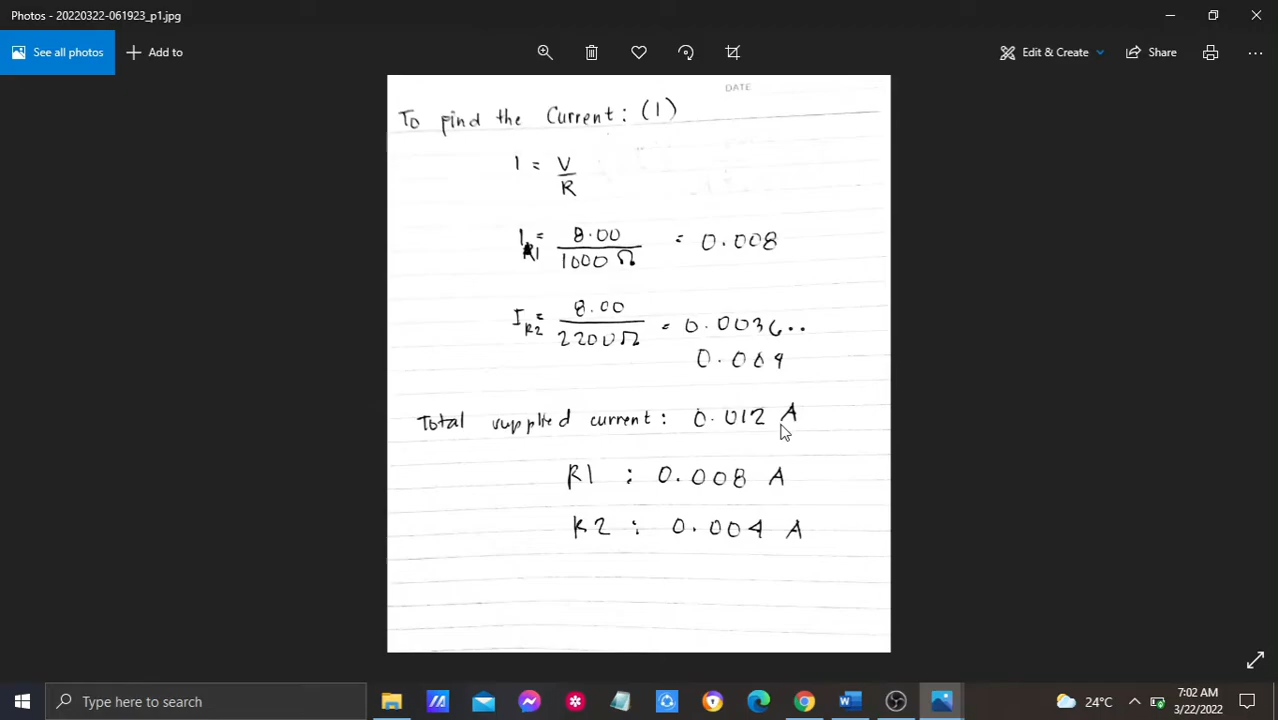 Photos - 20220322-061923_p1.jpg
See all photos
Add to
Edit & Create
Share
DATE
To find the Current: (1)
I = V
R
I R1 = 8.00 = 0.008
1000 Ω
I R2 = 8.00 = 0.0036..
2200 Ω
0.004
Total supplied current: 0.012 A
R1 : 0.008 A
R2 : 0.004 A
Type here to search
24°C
7:02 AM
3/22/2022